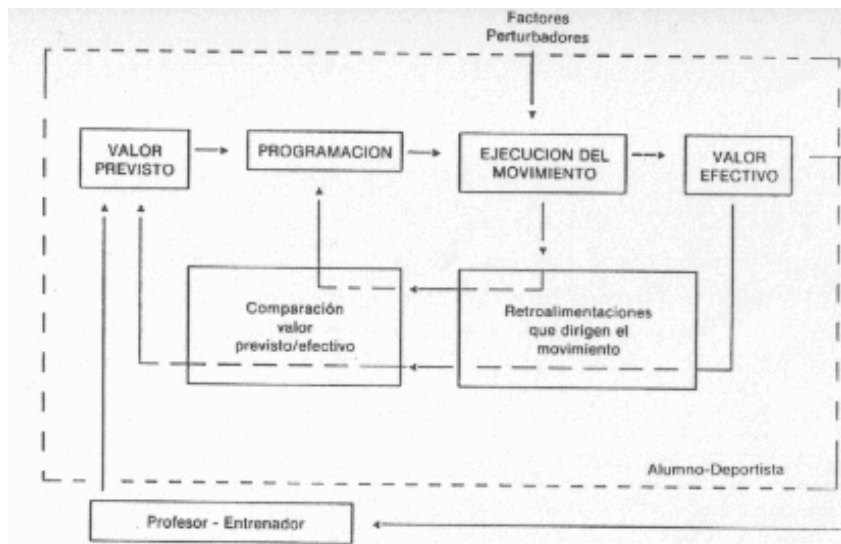 Factores
Perturbadores
VALOR
PREVISTO
PROGRAMACION
EJECUCION DEL
MOVIMIENTO
VALOR
EFECTIVO
Comparación
valor
previsto/efectivo
Retroalimentaciones
que dirigen el
movimiento
Alumno-Deportista
Profesor - Entrenador